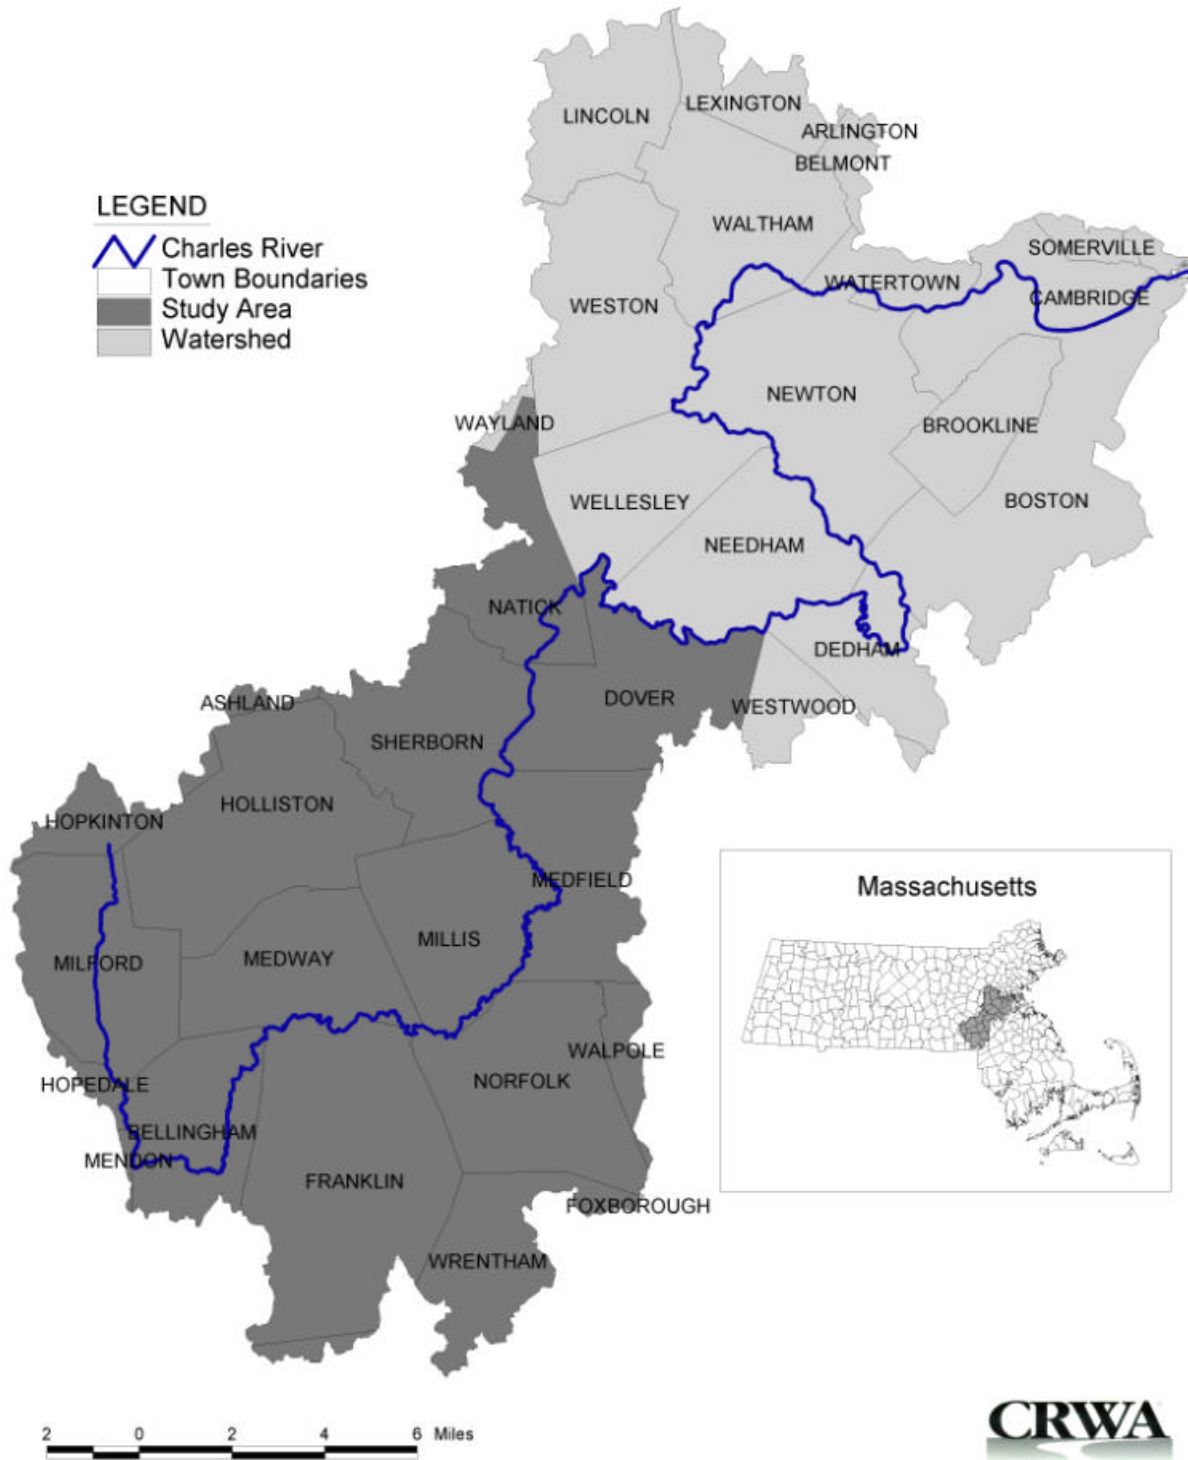 LINCOLN
LEXINGTON
ARLINGTON
BELMONT
LEGEND
Charles River
Town Boundaries
Study Area
Watershed
WALTHAM
SOMERVILLE
WATERTOWN
CAMBRIDGE
WESTON
NEWTON
WAYLAND
BROOKLINE
WELLESLEY
BOSTON
NEEDHAM
NATICK
DEDHAM
DOVER
WESTWOOD
ASHLAND
SHERBORN
HOLLISTON
HOPKINTON
MEDFIELD
Massachusetts
MILLIS
MEDWAY
MILFORD
WALPOLE
NORFOLK
HOPEDALE
BELLINGHAM
MENDON
FRANKLIN
FOXBOROUGH
WRENTHAM
2 0 2 4 6 Miles
CRWA